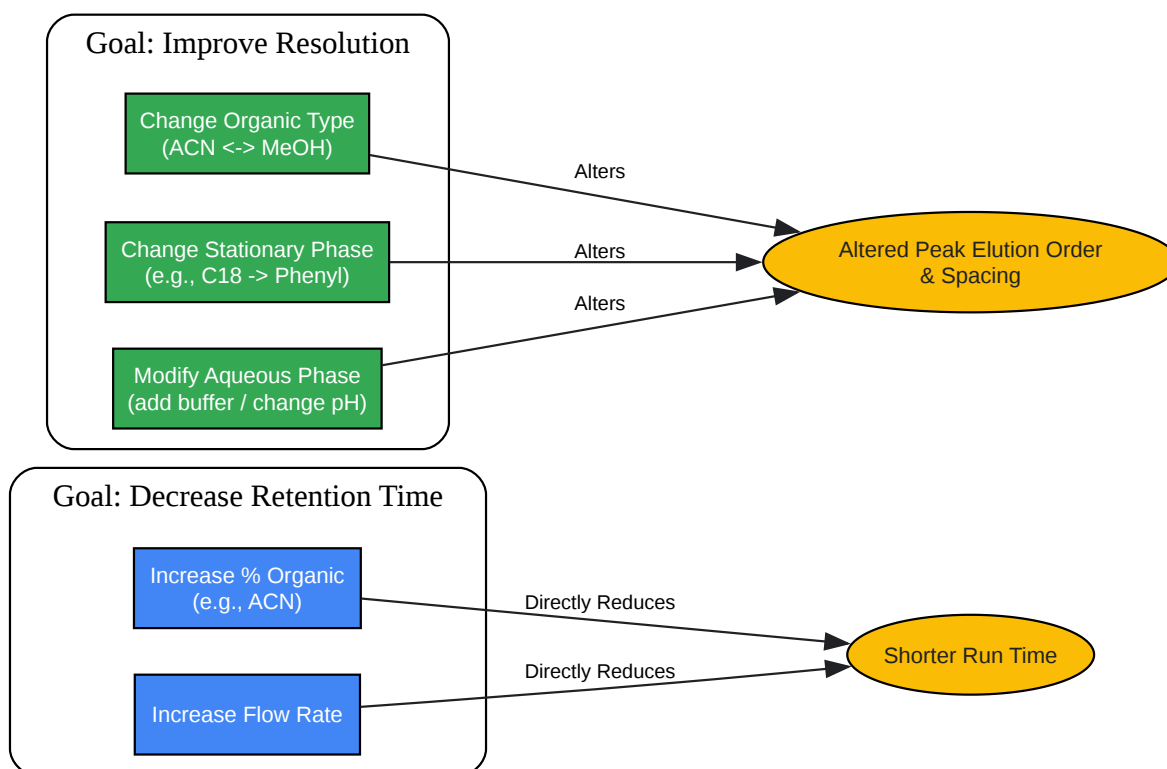 Goal: Improve Resolution
Change Organic Type
(ACN <-> MeOH)
Alters
Change Stationary Phase
(e.g., C18 -> Phenyl)
Alters
Altered Peak Elution Order
& Spacing
Alters
Modify Aqueous Phase
(add buffer / change pH)
Goal: Decrease Retention Time
Increase % Organic
(e.g., ACN)
Directly Reduces
Shorter Run Time
Directly Reduces
Increase Flow Rate